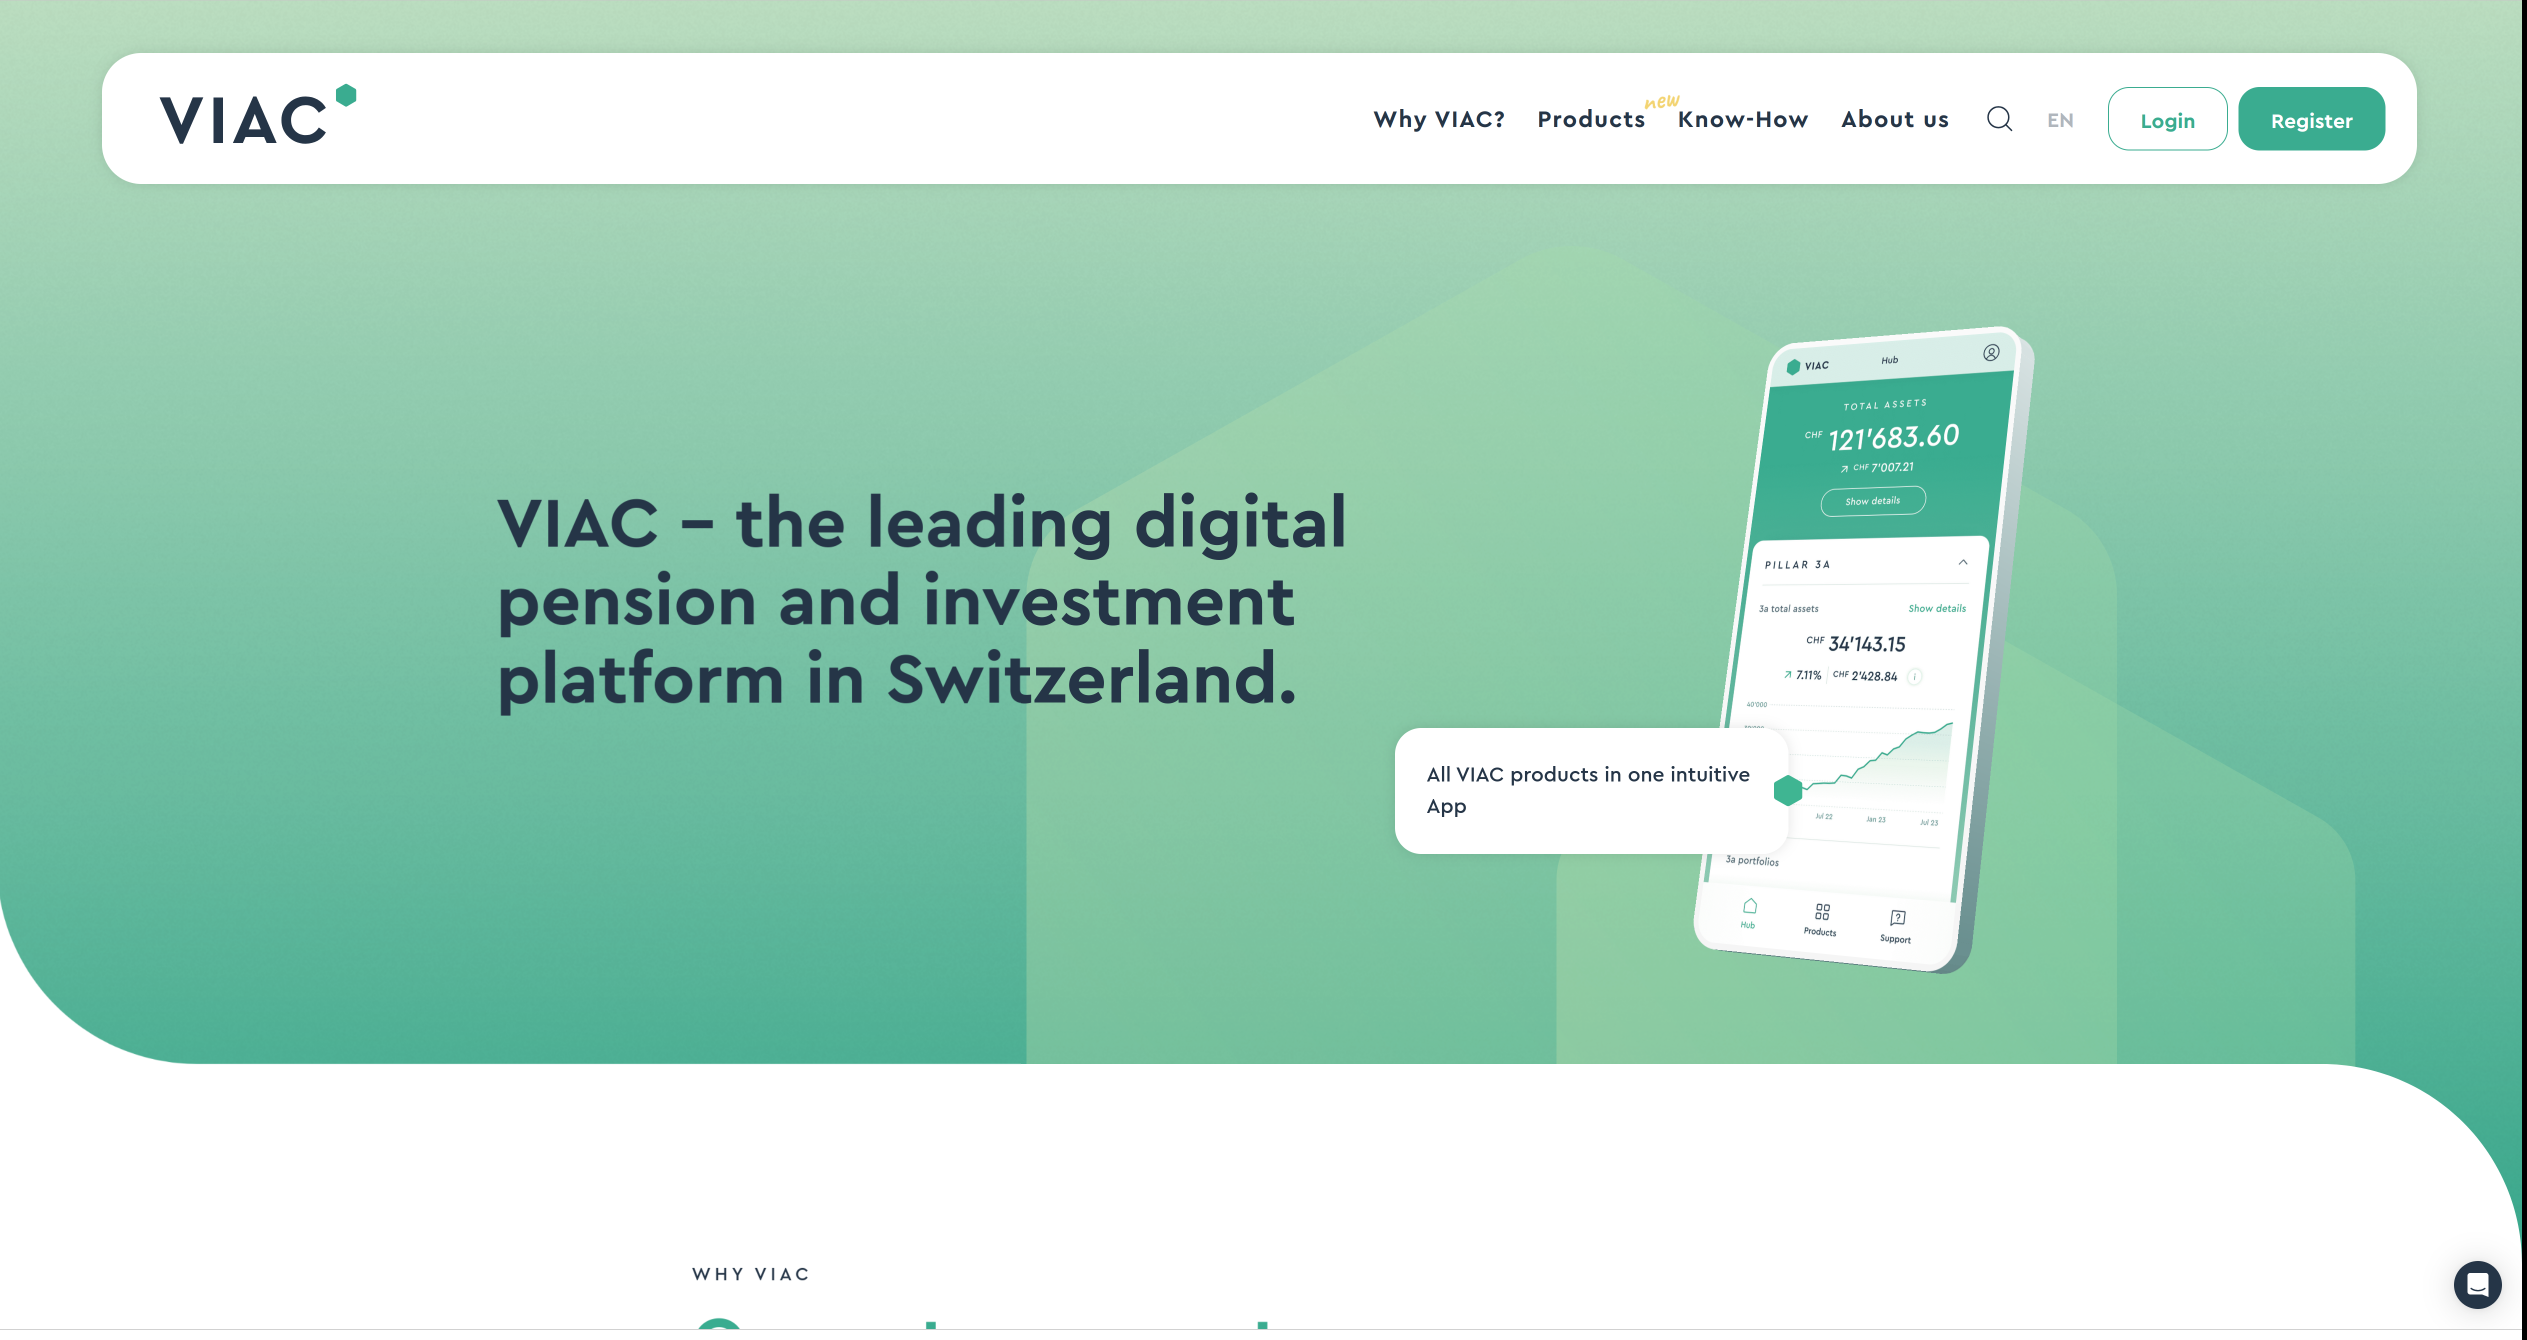 VIAC
Why VIAC?
Products
new
Know-How
About us
EN
Login
Register
VIAC – the leading digital
pension and investment
platform in Switzerland.
VIAC
Hub
TOTAL ASSETS
CHF 121'683.60
CHF 7'007.21
Show details
PILLAR 3A
3a total assets
Show details
CHF 34'143.15
7.11% CHF 2'428.84
i
40'000
Jul 22
Jan 23
Jul 23
3a portfolios
Hub
Products
Support
All VIAC products in one intuitive
App
WHY VIAC